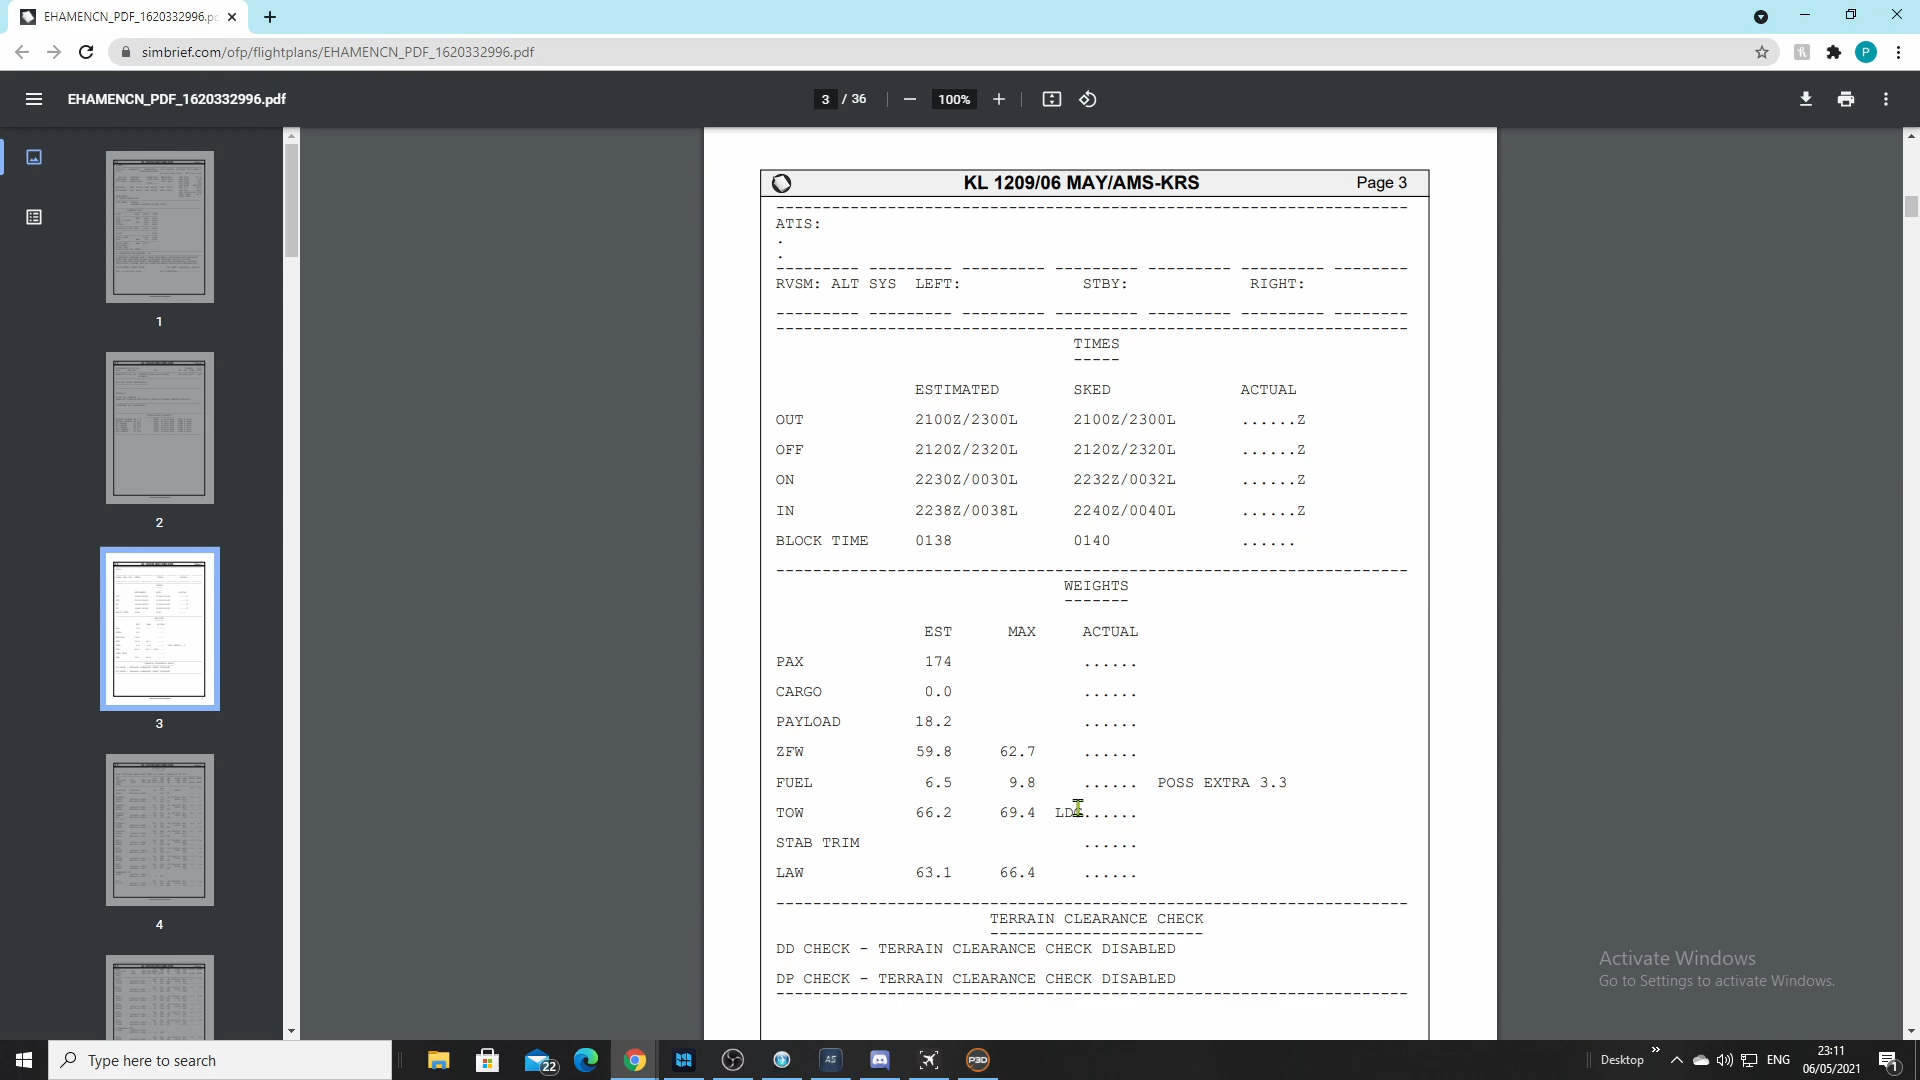 EHAMENCN_PDF_1620332996.pc
simbrief.com/ofp/flightplans/EHAMENCN_PDF_1620332996.pdf
P
EHAMENCN_PDF_1620332996.pdf
3 / 36
100%
1
2
3
4
KL 1209/06 MAY/AMS-KRS
Page 3
ATIS:
.
.
RVSM: ALT SYS LEFT: STBY: RIGHT:
TIMES
ESTIMATED SKED ACTUAL
OUT 2100Z/2300L 2100Z/2300L ......Z
OFF 2120Z/2320L 2120Z/2320L ......Z
ON 2230Z/0030L 2232Z/0032L ......Z
IN 2238Z/0038L 2240Z/0040L ......Z
BLOCK TIME 0138 0140 ......
WEIGHTS
EST MAX ACTUAL
PAX 174 ......
CARGO 0.0 ......
PAYLOAD 18.2 ......
ZFW 59.8 62.7 ......
FUEL 6.5 9.8 ...... POSS EXTRA 3.3
TOW 66.2 69.4 ......
STAB TRIM ......
LAW 63.1 66.4 ......
TERRAIN CLEARANCE CHECK
DD CHECK - TERRAIN CLEARANCE CHECK DISABLED
DP CHECK - TERRAIN CLEARANCE CHECK DISABLED
Activate Windows
Go to Settings to activate Windows.
Type here to search
22
AS
P3D
Desktop
ENG
23:11
06/05/2021
1